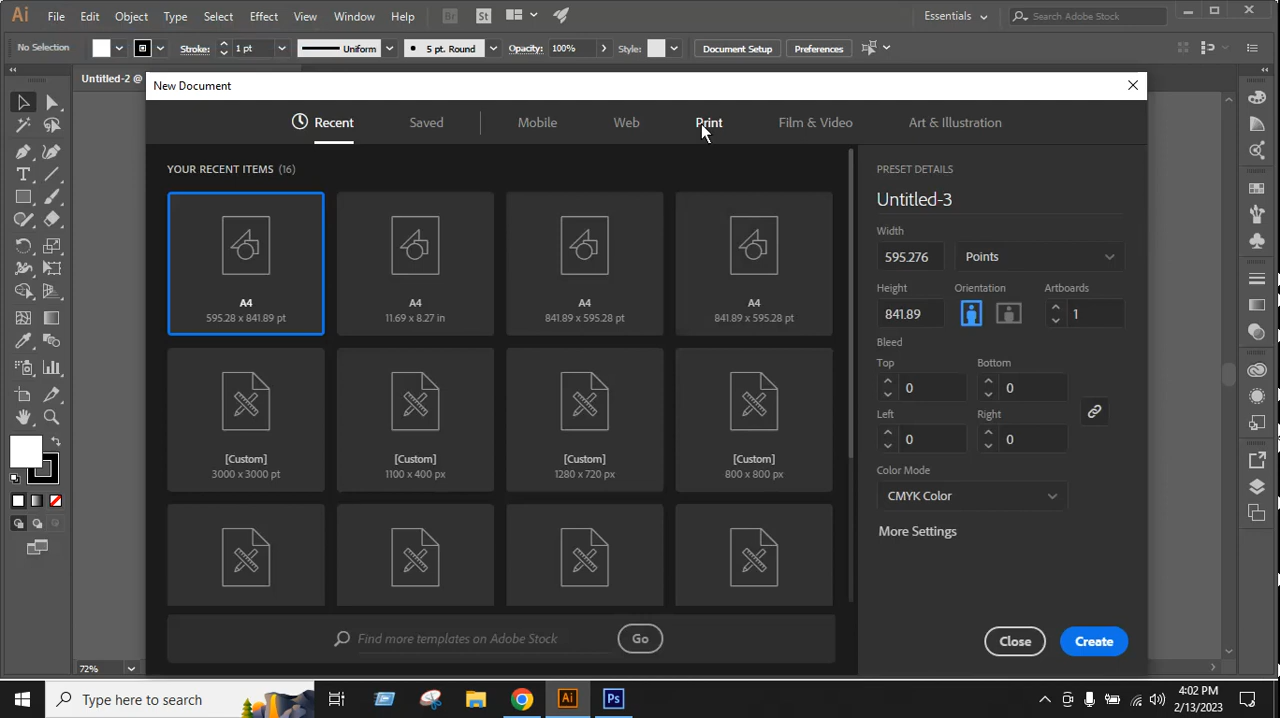 Ai File Edit Object Type Select Effect View Window Help Br St Essentials Search Adobe Stock
No Selection Stroke: 1 pt Uniform 5 pt. Round Opacity: 100% Style: Document Setup Preferences
Untitled-2 @
New Document
Recent Saved Mobile Web Print Film & Video Art & Illustration
YOUR RECENT ITEMS (16)
A4
595.28 x 841.89 pt
A4
11.69 x 8.27 in
A4
841.89 x 595.28 pt
A4
841.89 x 595.28 pt
[Custom]
3000 x 3000 pt
[Custom]
1100 x 400 px
[Custom]
1280 x 720 px
[Custom]
800 x 800 px
Find more templates on Adobe Stock Go
PRESET DETAILS
Untitled-3
Width
595.276 Points
Height Orientation Artboards
841.89 1
Bleed
Top Bottom
0 0
Left Right
0 0
Color Mode
CMYK Color
More Settings
Close Create
72%
Type here to search Ai Ps
4:02 PM
2/13/2023